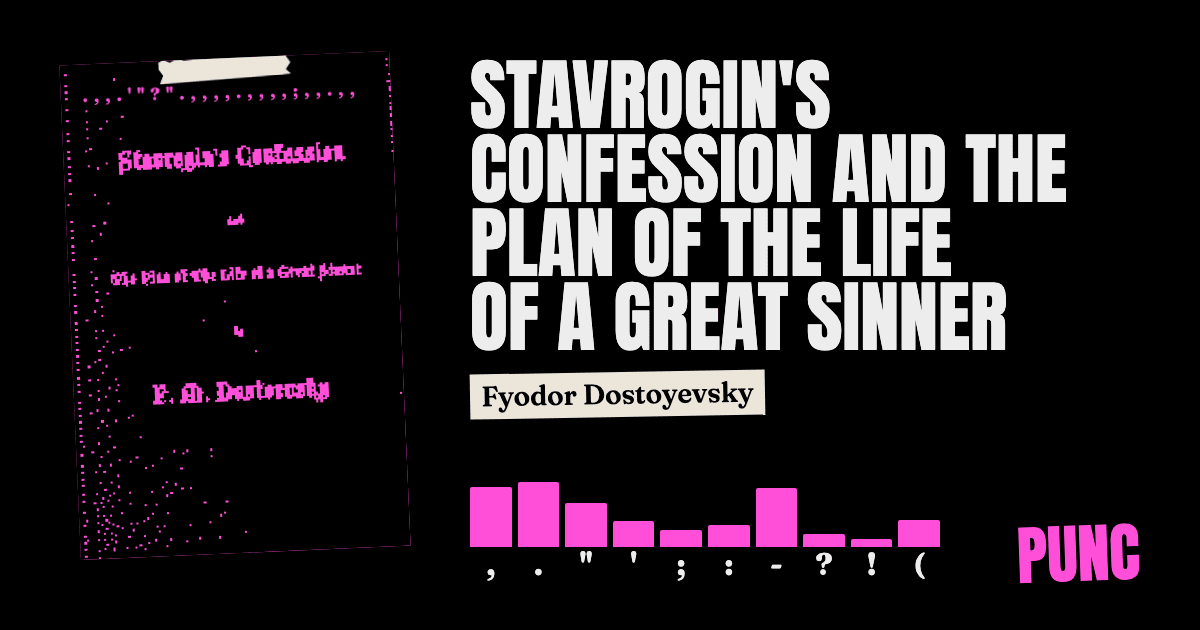 .,,.'"?".,,,,.,,,,;,,.,,
Stavrogin's Confession
F. M. Dostoevsky
STAVROGIN'S
CONFESSION AND THE
PLAN OF THE LIFE
OF A GREAT SINNER
Fyodor Dostoyevsky
, . " ' ; : - ? ! (
PUNC